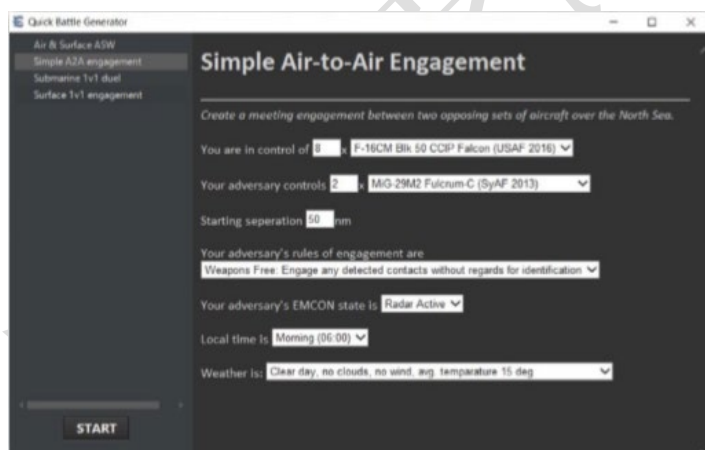 Quick Battle Generator
Air & Surface ASW
Simple A2A engagement
Submarine 1v1 duel
Surface 1v1 engagement
START
Simple Air-to-Air Engagement
Create a meeting engagement between two opposing sets of aircraft over the North Sea.
You are in control of 8 x F-16CM Blk 50 CCIP Falcon (USAF 2016)
Your adversary controls 2 x MiG-29M2 Fulcrum-C (SyAF 2013)
Starting seperation 50 nm
Your adversary's rules of engagement are
Weapons Free: Engage any detected contacts without regards for identification
Your adversary's EMCON state is Radar Active
Local time is Morning (06:00)
Weather is: Clear day, no clouds, no wind, avg. temparature 15 deg